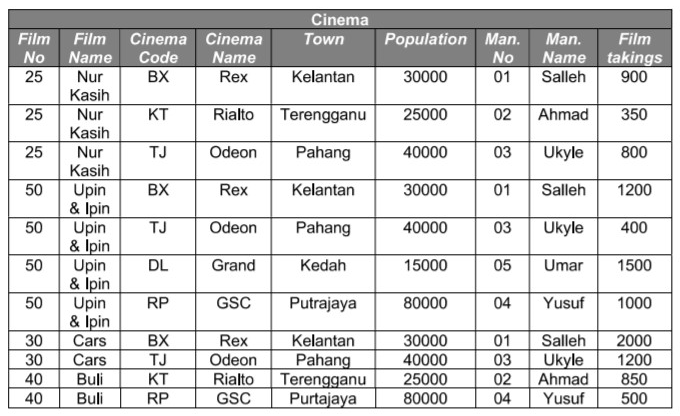 Cinema
Film No Film Name Cinema Code Cinema Name Town Population Man. No Man. Name Film takings
25 Nur Kasih BX Rex Kelantan 30000 01 Salleh 900
25 Nur Kasih KT Rialto Terengganu 25000 02 Ahmad 350
25 Nur Kasih TJ Odeon Pahang 40000 03 Ukyle 800
50 Upin & Ipin BX Rex Kelantan 30000 01 Salleh 1200
50 Upin & Ipin TJ Odeon Pahang 40000 03 Ukyle 400
50 Upin & Ipin DL Grand Kedah 15000 05 Umar 1500
50 Upin & Ipin RP GSC Putrajaya 80000 04 Yusuf 1000
30 Cars BX Rex Kelantan 30000 01 Salleh 2000
30 Cars TJ Odeon Pahang 40000 03 Ukyle 1200
40 Buli KT Rialto Terengganu 25000 02 Ahmad 850
40 Buli RP GSC Purtajaya 80000 04 Yusuf 500